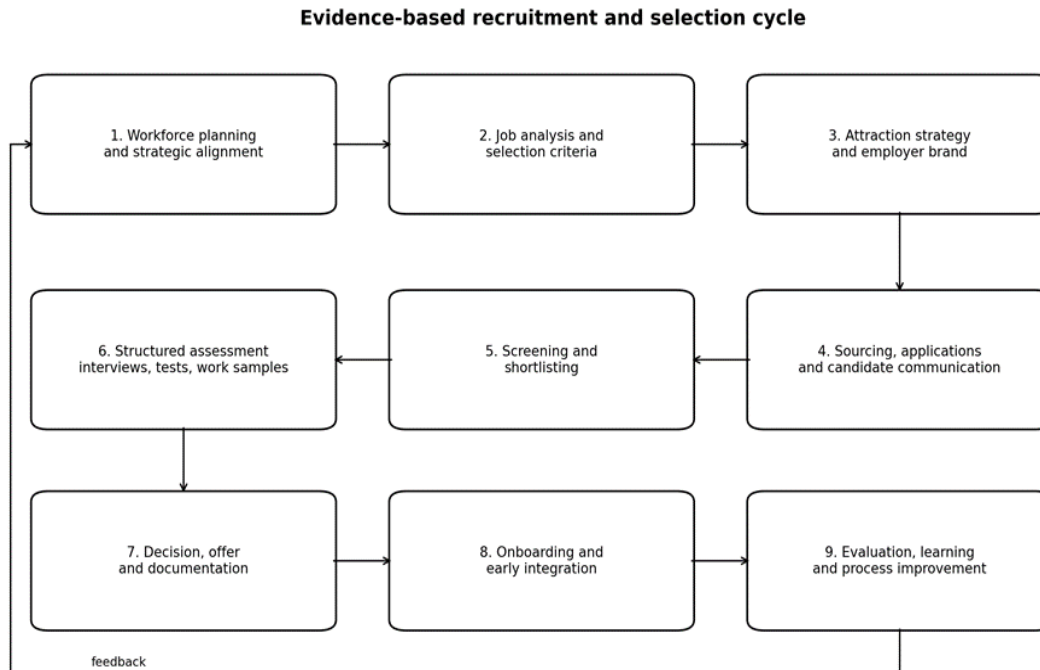 Evidence-based recruitment and selection cycle
1. Workforce planning
and strategic alignment
2. Job analysis and
selection criteria
3. Attraction strategy
and employer brand
4. Sourcing, applications
and candidate communication
5. Screening and
shortlisting
6. Structured assessment
interviews, tests, work samples
7. Decision, offer
and documentation
8. Onboarding and
early integration
9. Evaluation, learning
and process improvement
feedback